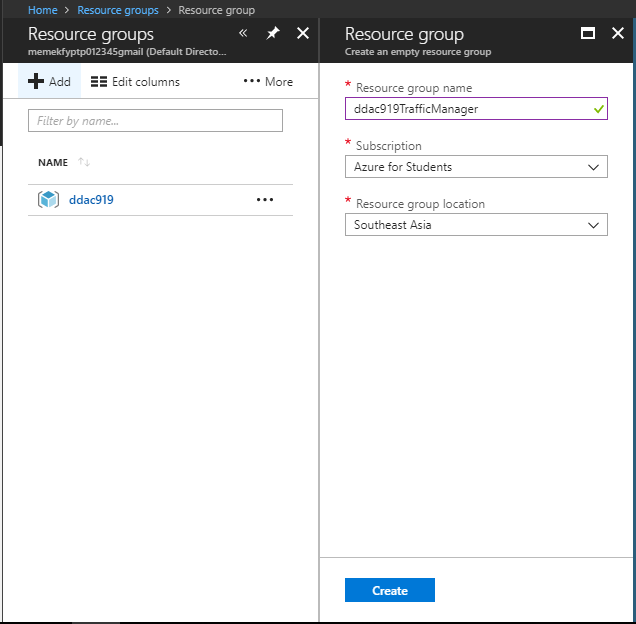 Home > Resource groups > Resource group
Resource groups
memekfyptp012345gmail (Default Directo...
Add
Edit columns
More
Filter by name...
NAME
ddac919
Resource group
Create an empty resource group
* Resource group name
ddac919TrafficManager
* Subscription
Azure for Students
* Resource group location
Southeast Asia
Create